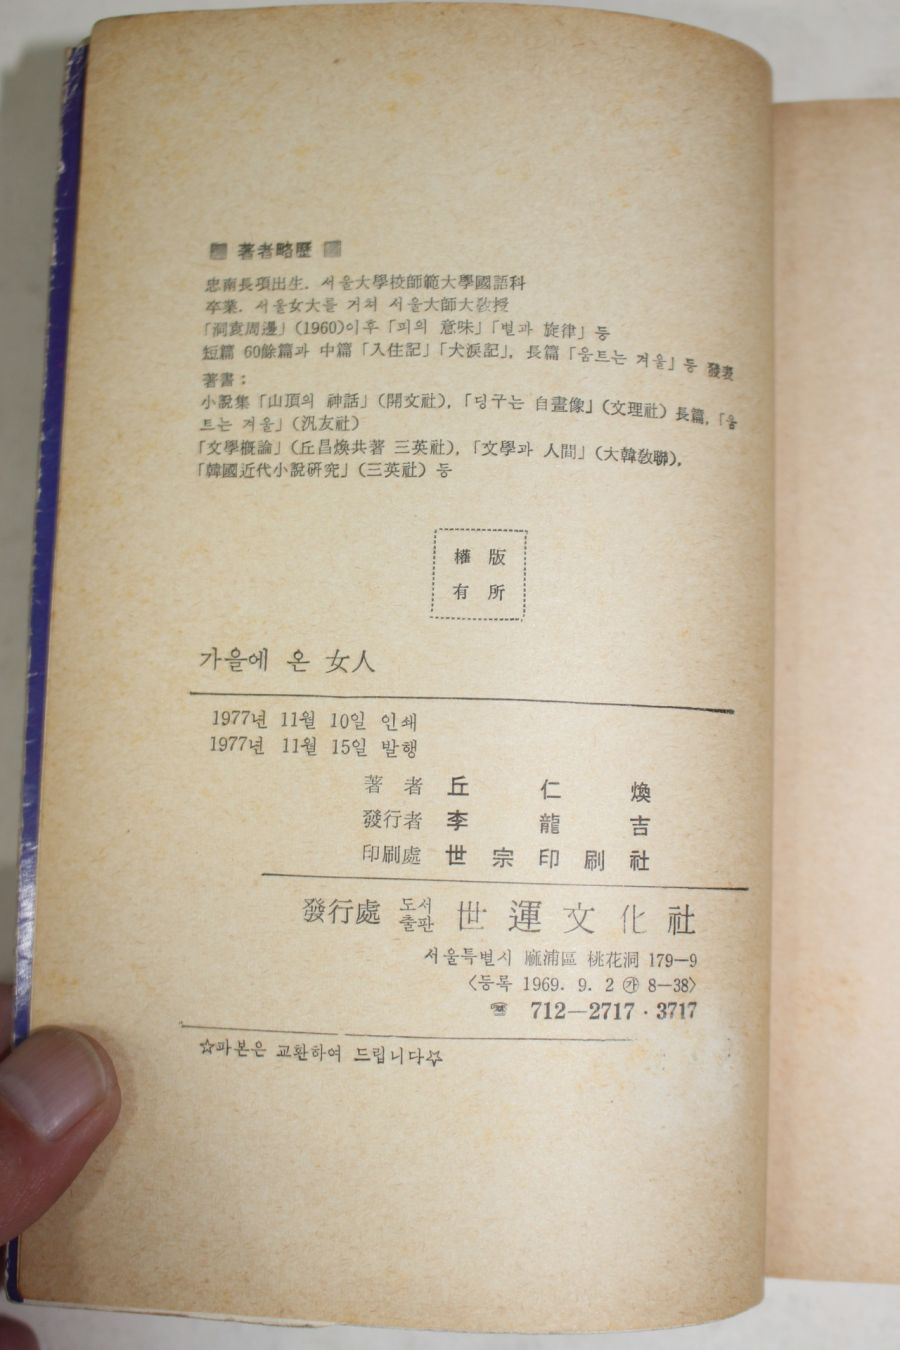 著者略歷
忠南長項出生. 서울大學校師範大學國語科
卒業. 서울女大를 거쳐 서울大師大敎授
「洞窟周邊」(1960)이후「피의 意味」「별과 旋律」등
短篇 60餘篇과 中篇「入住記」「犬淚記」, 長篇「움트는 겨울」등 發表
著書 :
小說集「山頂의 神話」(開文社), 「딩구는 自畫像」(文理社) 長篇, 「움
트는 겨울」(汎友社)
「文學槪論」(丘昌煥共著 三英社), 「文學과 人間」(大韓敎聯),
「韓國近代小說硏究」(三英社) 등
權 版
有 所
가을에 온 女人
1977년 11월 10일 인쇄
1977년 11월 15일 발행
著 者 丘 仁 煥
發行者 李 龍 吉
印刷處 世 宗 印 刷 社
發行處 도서출판 世 運 文 化 社
서울특별시 麻浦區 桃花洞 179—9
〈등록 1969. 9. 2 ㉮ 8—38〉
☏ 712—2717 · 3717
☆파본은 교환하여 드립니다☆